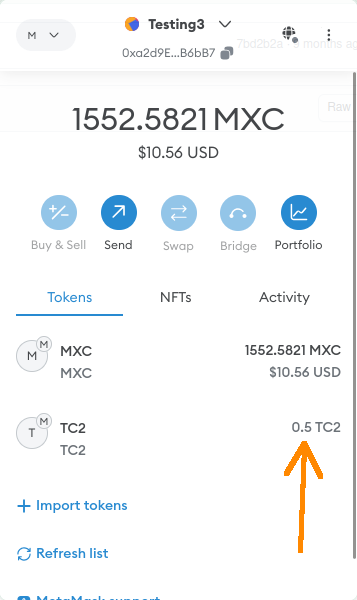 M
Testing3
0xa2d9E...B6bB7
7bd2b2a
months ag
Raw
1552.5821 MXC
$10.56 USD
Buy & Sell
Send
Swap
Bridge
Portfolio
Tokens
NFTs
Activity
M
M
MXC
1552.5821 MXC
MXC
$10.56 USD
T
M
TC2
0.5 TC2
TC2
Import tokens
Refresh list
MetaMask support